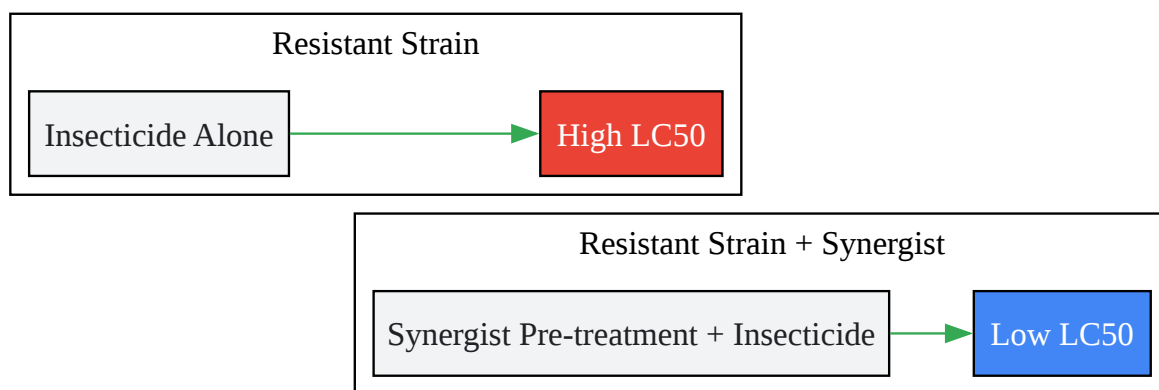 Resistant Strain
Insecticide Alone
High LC50
Resistant Strain + Synergist
Synergist Pre-treatment + Insecticide
Low LC50